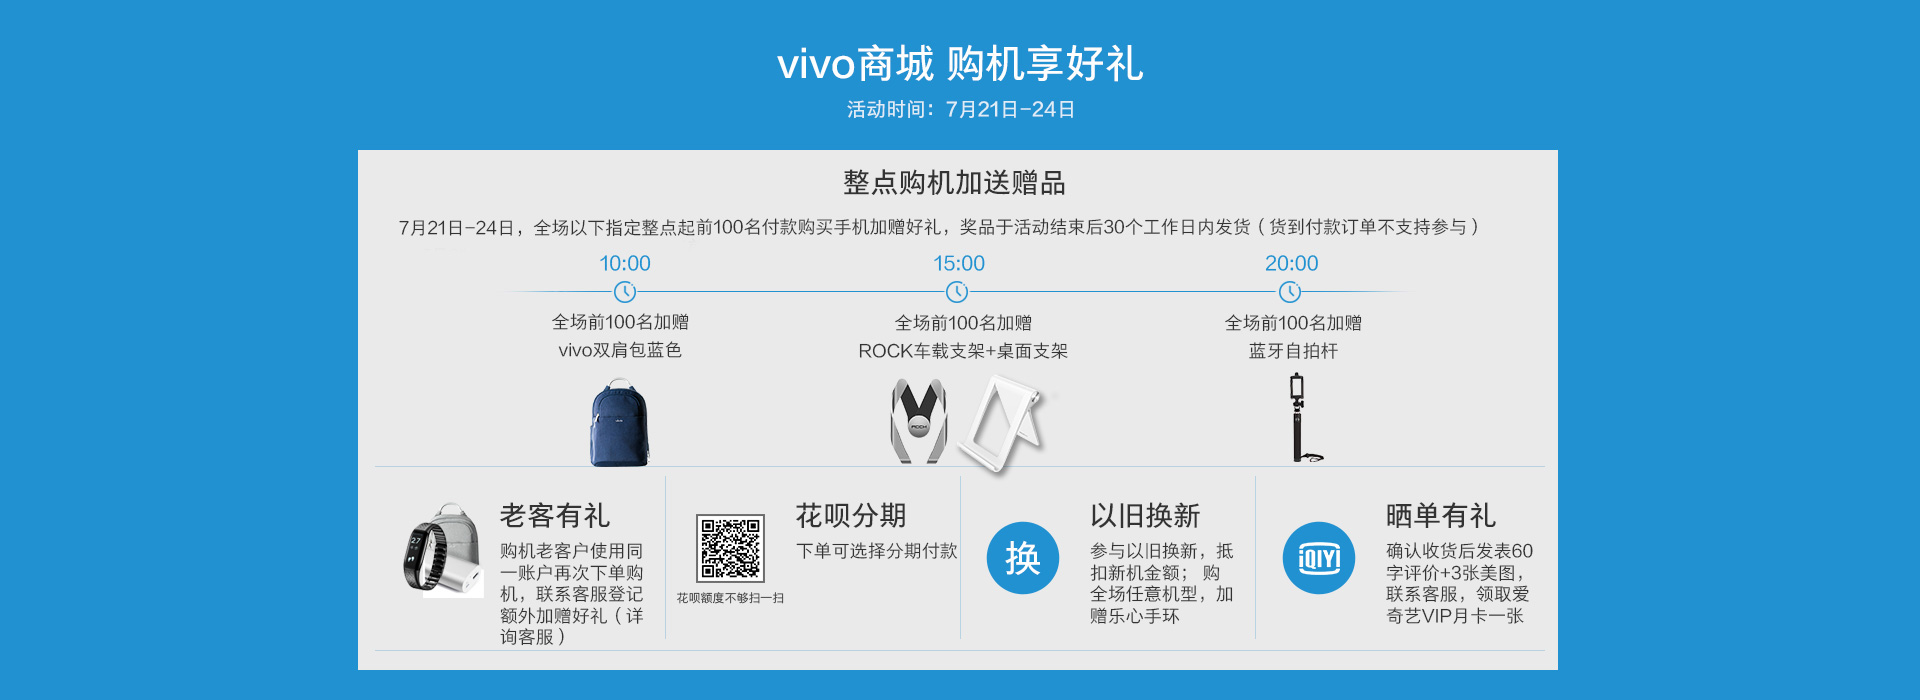 vivo商城 购机享好礼
活动时间：7月21日-24日
整点购机加送赠品
7月21日-24日，全场以下指定整点起前100名付款购买手机加赠好礼，奖品于活动结束后30个工作日内发货（货到付款订单不支持参与）
10:00
15:00
20:00
全场前100名加赠
vivo双肩包蓝色
全场前100名加赠
ROCK车载支架+桌面支架
全场前100名加赠
蓝牙自拍杆
ROCK
老客有礼
购机老客户使用同
一账户再次下单购
机，联系客服登记
额外加赠好礼（详
询客服）
花呗分期
下单可选择分期付款
花呗额度不够扫一扫
换
以旧换新
参与以旧换新，抵
扣新机金额； 购
全场任意机型，加
赠乐心手环
iQIYI
晒单有礼
确认收货后发表60
字评价+3张美图，
联系客服，领取爱
奇艺VIP月卡一张